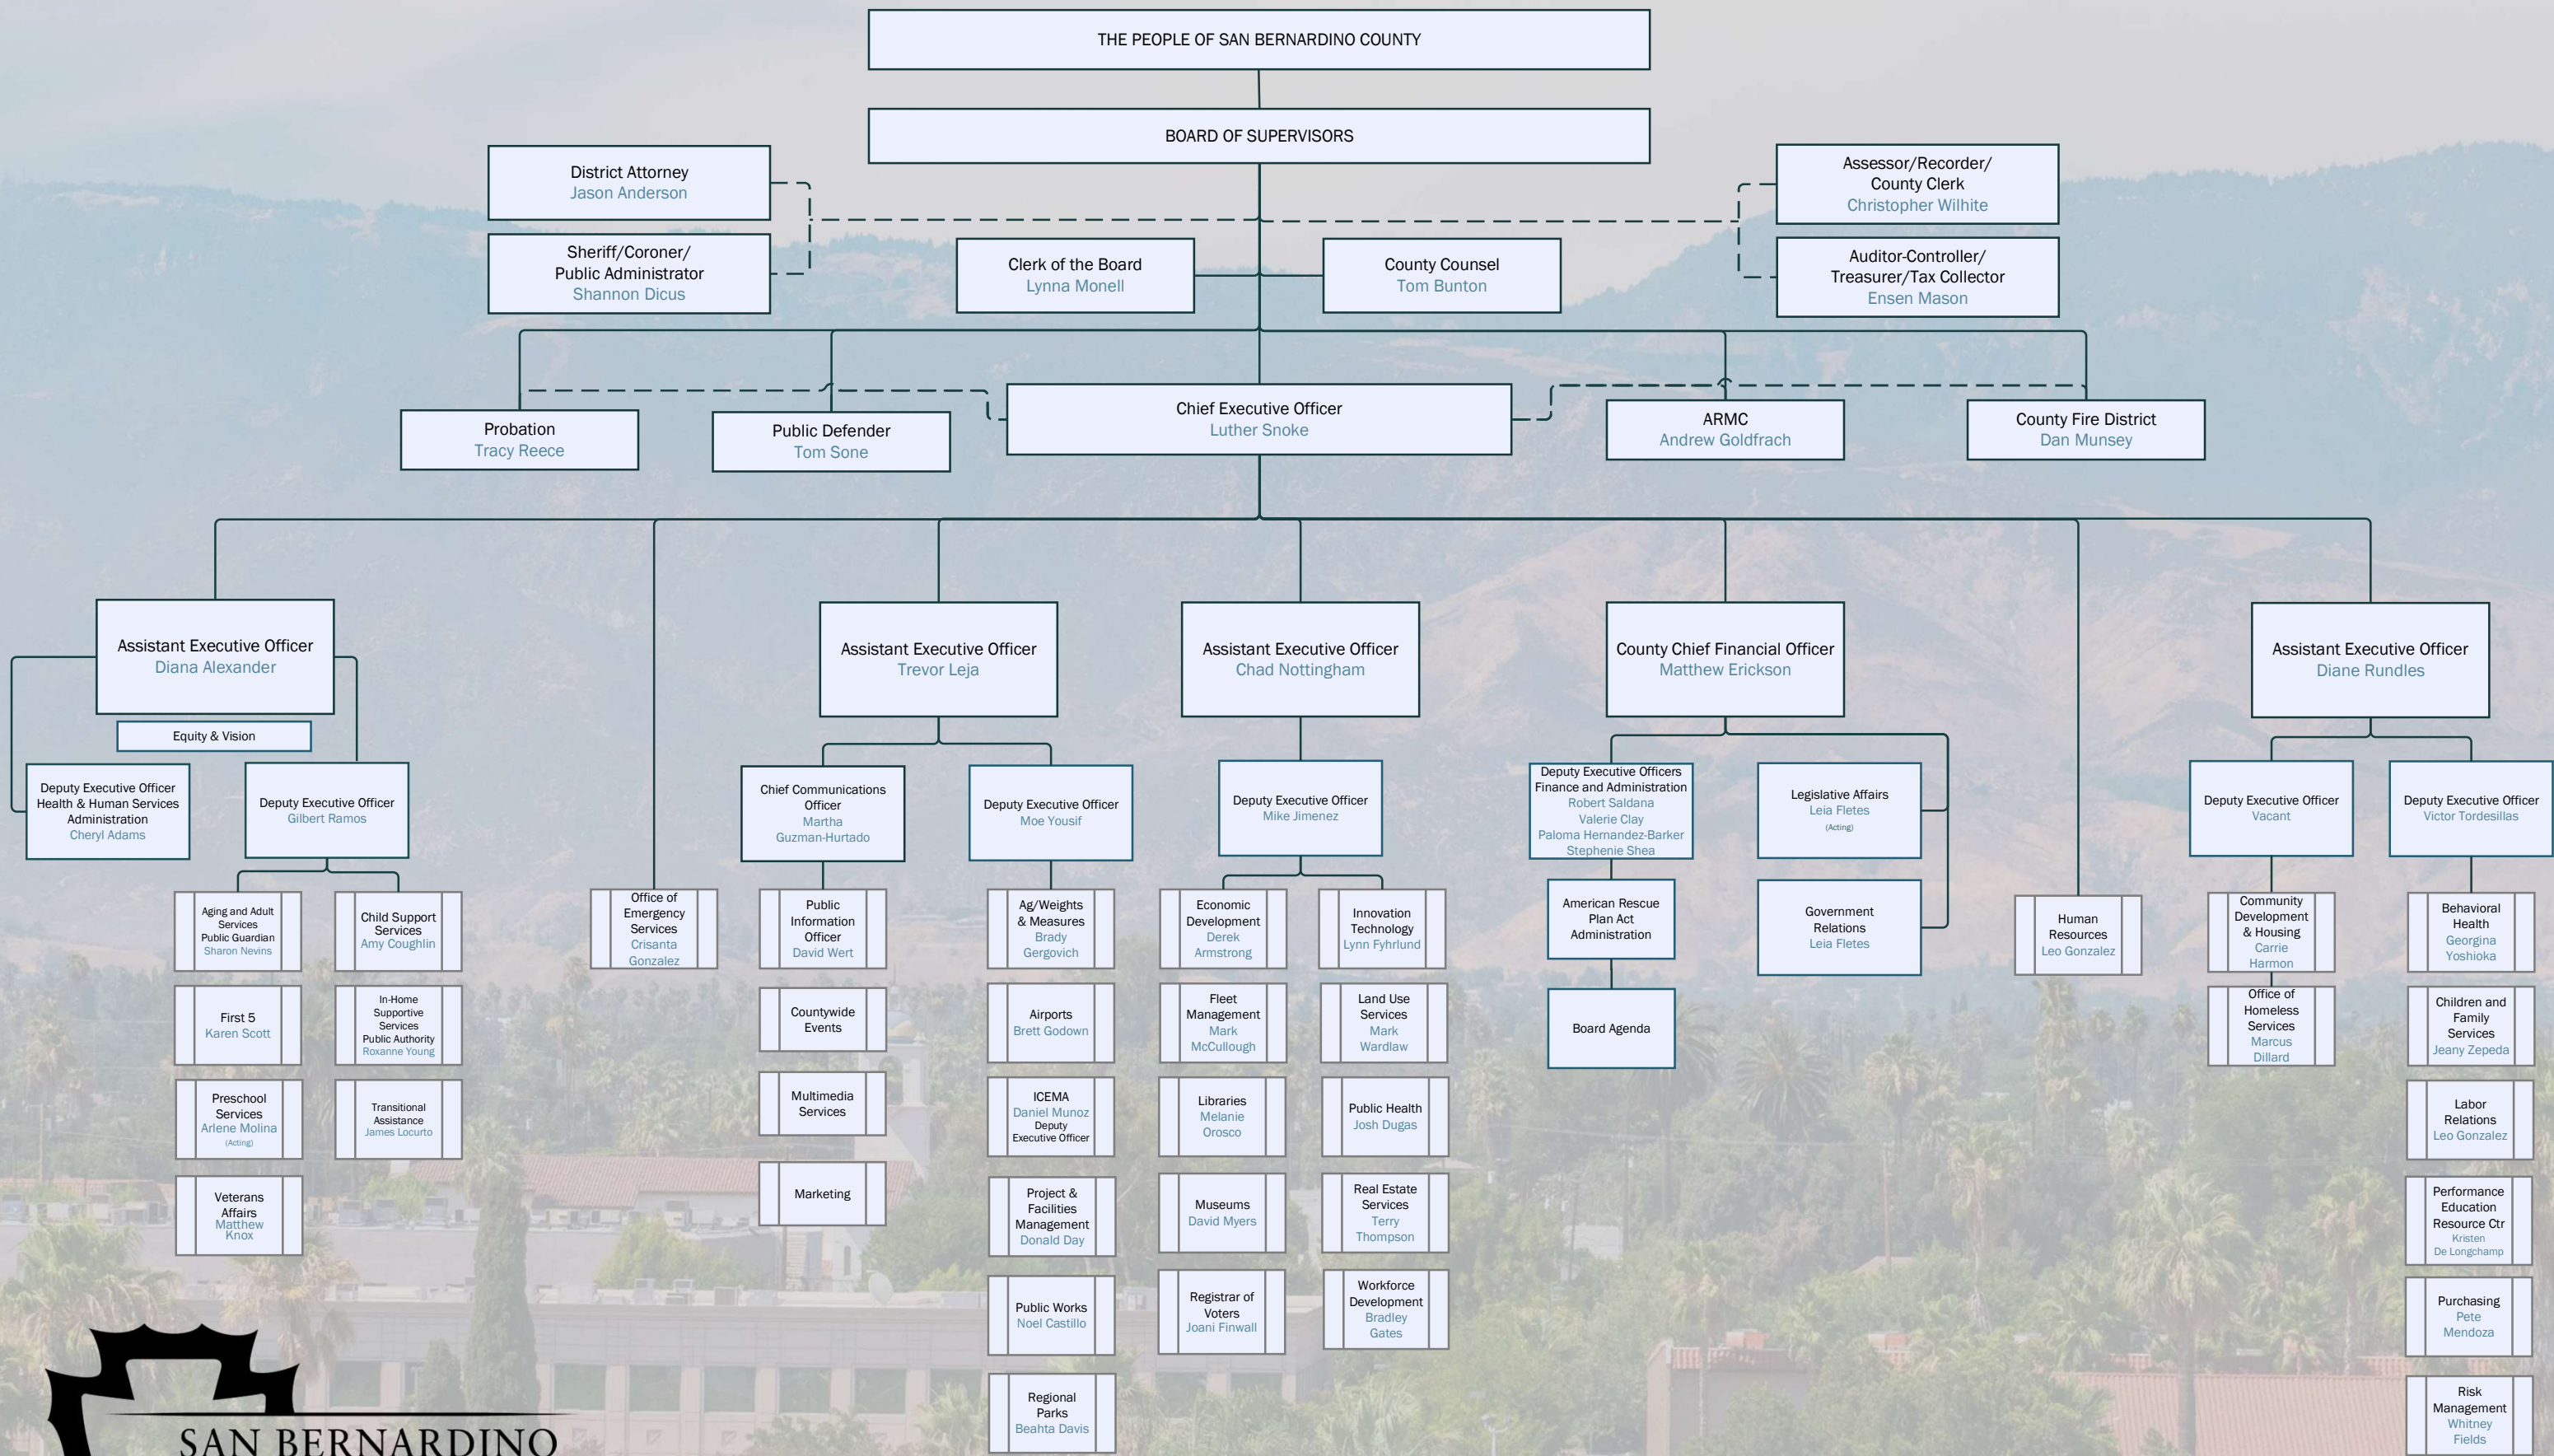 THE PEOPLE OF SAN BERNARDINO COUNTY
BOARD OF SUPERVISORS
District Attorney
Jason Anderson
Sheriff/Coroner/
Public Administrator
Shannon Dicus
Assessor/Recorder/
County Clerk
Christopher Wilhite
Auditor-Controller/
Treasurer/Tax Collector
Ensen Mason
Clerk of the Board
Lynna Monell
County Counsel
Tom Bunton
Probation
Tracy Reece
Public Defender
Tom Sone
Chief Executive Officer
Luther Snoke
ARMC
Andrew Goldfrach
County Fire District
Dan Munsey
Assistant Executive Officer
Diana Alexander
Equity & Vision
Deputy Executive Officer
Health & Human Services
Administration
Cheryl Adams
Deputy Executive Officer
Gilbert Ramos
Aging and Adult
Services
Public Guardian
Sharon Nevins
First 5
Karen Scott
Preschool
Services
Arlene Molina
(Acting)
Veterans
Affairs
Matthew
Knox
Child Support
Services
Amy Coughlin
In-Home
Supportive
Services
Public Authority
Roxanne Young
Transitional
Assistance
James Locurto
Office of
Emergency
Services
Crisanta
Gonzalez
Assistant Executive Officer
Trevor Leja
Chief Communications
Officer
Martha
Guzman-Hurtado
Public
Information
Officer
David Wert
Countywide
Events
Multimedia
Services
Marketing
Deputy Executive Officer
Moe Yousif
Ag/Weights
& Measures
Brady
Gergovich
Airports
Brett Godown
ICEMA
Daniel Munoz
Deputy
Executive Officer
Project &
Facilities
Management
Donald Day
Public Works
Noel Castillo
Regional
Parks
Beahta Davis
Assistant Executive Officer
Chad Nottingham
Deputy Executive Officer
Mike Jimenez
Economic
Development
Derek
Armstrong
Fleet
Management
Mark
McCullough
Libraries
Melanie
Orosco
Museums
David Myers
Registrar of
Voters
Joani Finwall
Innovation
Technology
Lynn Fyhrlund
Land Use
Services
Mark
Wardlaw
Public Health
Josh Dugas
Real Estate
Services
Terry
Thompson
Workforce
Development
Bradley
Gates
County Chief Financial Officer
Matthew Erickson
Deputy Executive Officers
Finance and Administration
Robert Saldana
Valerie Clay
Paloma Hernandez-Barker
Stephenie Shea
American Rescue
Plan Act
Administration
Board Agenda
Legislative Affairs
Leia Fletes
(Acting)
Government
Relations
Leia Fletes
Human
Resources
Leo Gonzalez
Assistant Executive Officer
Diane Rundles
Deputy Executive Officer
Vacant
Community
Development
& Housing
Carrie
Harmon
Office of
Homeless
Services
Marcus
Dillard
Deputy Executive Officer
Victor Tordesillas
Behavioral
Health
Georgina
Yoshioka
Children and
Family
Services
Jeany Zepeda
Labor
Relations
Leo Gonzalez
Performance
Education
Resource Ctr
Kristen
De Longchamp
Purchasing
Pete
Mendoza
Risk
Management
Whitney
Fields
SAN BERNARDINO